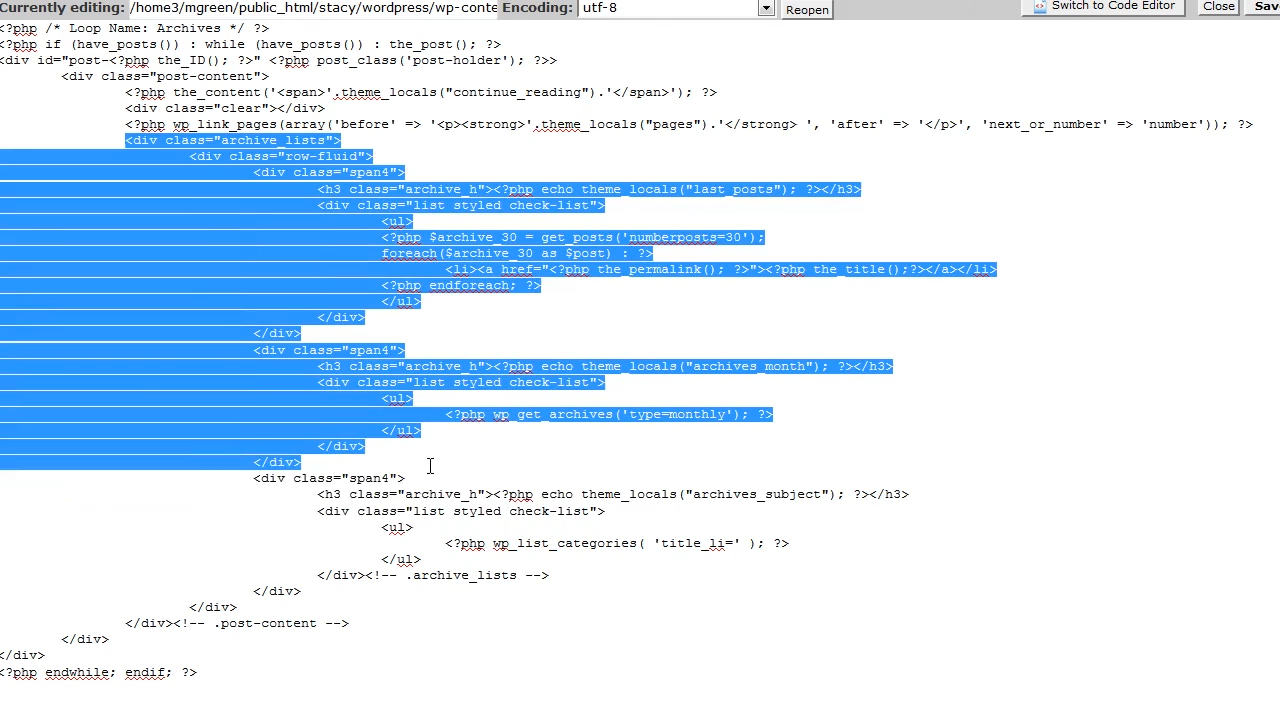 Currently editing: /home3/mgreen/public_html/stacy/wordpress/wp-conte Encoding: utf-8 Reopen Switch to Code Editor Close Sav
<?php /* Loop Name: Archives */ ?>
<?php if (have_posts()) : while (have_posts()) : the_post(); ?>
<div id="post-<?php the_ID(); ?>" <?php post_class('post-holder'); ?>>
<div class="post-content">
<?php the_content('<span>'.theme_locals("continue_reading").'</span>'); ?>
<div class="clear"></div>
<?php wp_link_pages(array('before' => '<p><strong>'.theme_locals("pages").'</strong> ', 'after' => '</p>', 'next_or_number' => 'number')); ?>
<div class="archive_lists">
<div class="row-fluid">
<div class="span4">
<h3 class="archive_h"><?php echo theme_locals("last_posts"); ?></h3>
<div class="list styled check-list">
<ul>
<?php $archive_30 = get_posts('numberposts=30');
foreach($archive_30 as $post) : ?>
<li><a href="<?php the_permalink(); ?>"><?php the_title();?></a></li>
<?php endforeach; ?>
</ul>
</div>
</div>
<div class="span4">
<h3 class="archive_h"><?php echo theme_locals("archives_month"); ?></h3>
<div class="list styled check-list">
<ul>
<?php wp_get_archives('type=monthly'); ?>
</ul>
</div>
</div>
<div class="span4">
<h3 class="archive_h"><?php echo theme_locals("archives_subject"); ?></h3>
<div class="list styled check-list">
<ul>
<?php wp_list_categories( 'title_li=' ); ?>
</ul>
</div><!-- .archive_lists -->
</div>
</div>
</div><!-- .post-content -->
</div>
</div>
<?php endwhile; endif; ?>